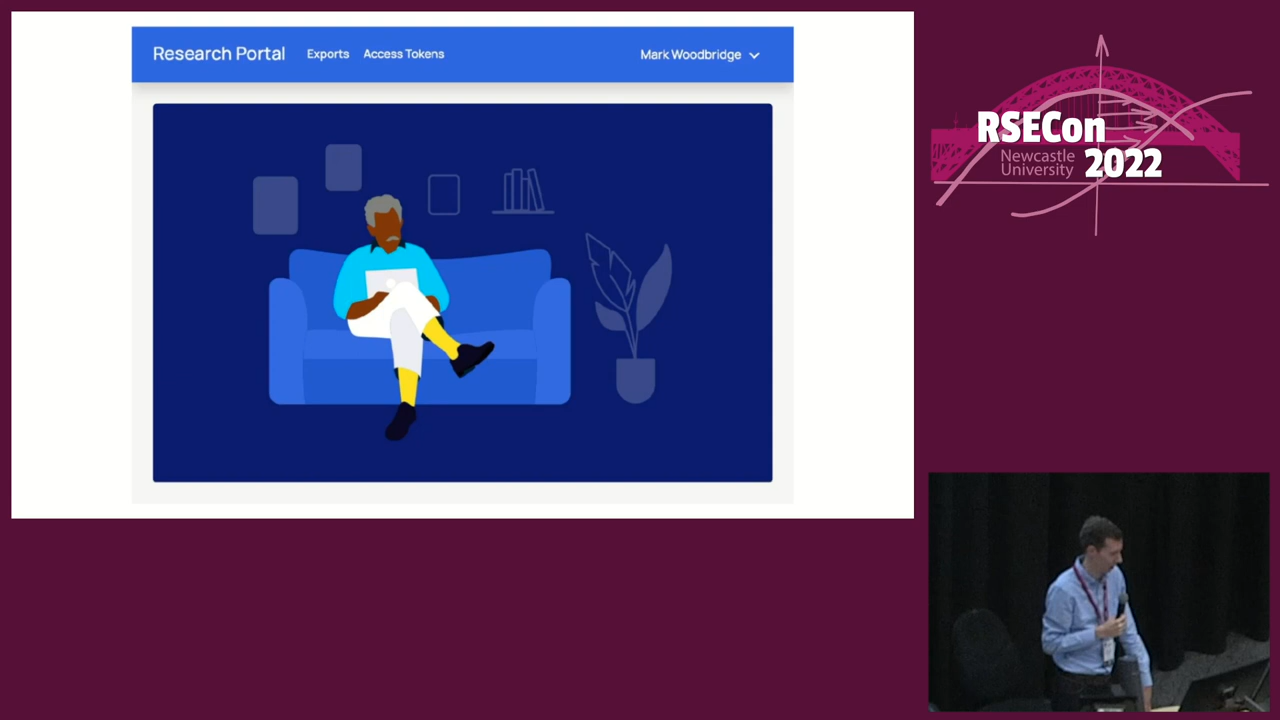 Research Portal Exports Access Tokens Mark Woodbridge
RSECon
Newcastle
University
2022